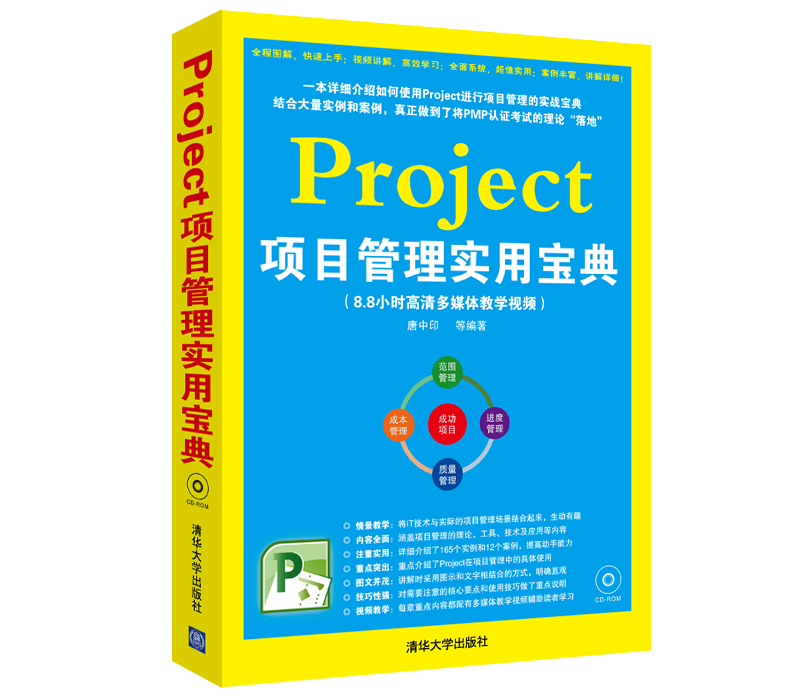 Project项目管理实用宝典
CD-ROM
清华大学出版社
全程图解，快速上手；视频讲解，高效学习；全面系统，超值实用；案例丰富，讲解详细！
一本详细介绍如何使用Project进行项目管理的实战宝典
结合大量实例和案例，真正做到了将PMP认证考试的理论“落地”
Project
项目管理实用宝典
（8.8小时高清多媒体教学视频）
唐中印 等编著
范围
管理
成本
管理
成功
项目
进度
管理
质量
管理
情景教学：将IT技术与实际的项目管理场景结合起来，生动有趣
内容全面：涵盖项目管理的理论、工具、技术及应用等内容
注重实用：详细介绍了165个实例和12个案例，提高动手能力
重点突出：重点介绍了Project在项目管理中的具体使用
图文并茂：讲解时采用图示和文字相结合的方式，明确直观
技巧性强：对需要注意的核心要点和使用技巧做了重点说明
视频教学：每章重点内容都配有多媒体教学视频辅助读者学习
P
CD-ROM
清华大学出版社